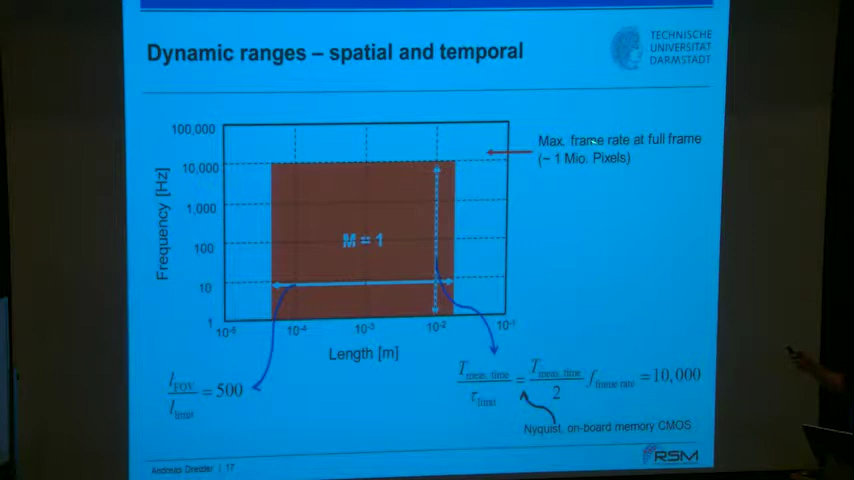 Dynamic ranges – spatial and temporal
TECHNISCHE
UNIVERSITÄT
DARMSTADT
100,000
10,000
1,000
100
10
1
Frequency [Hz]
M = 1
10⁻⁵ 10⁻⁴ 10⁻³ 10⁻² 10⁻¹
Length [m]
Max. frame rate at full frame
(~ 1 Mio. Pixels)
l_FOV / l_limit = 500
T_meas. time / τ_limit = T_meas. time / 2 f_frame rate = 10,000
Nyquist, on-board memory CMOS
Andreas Dreizler | 17
RSM